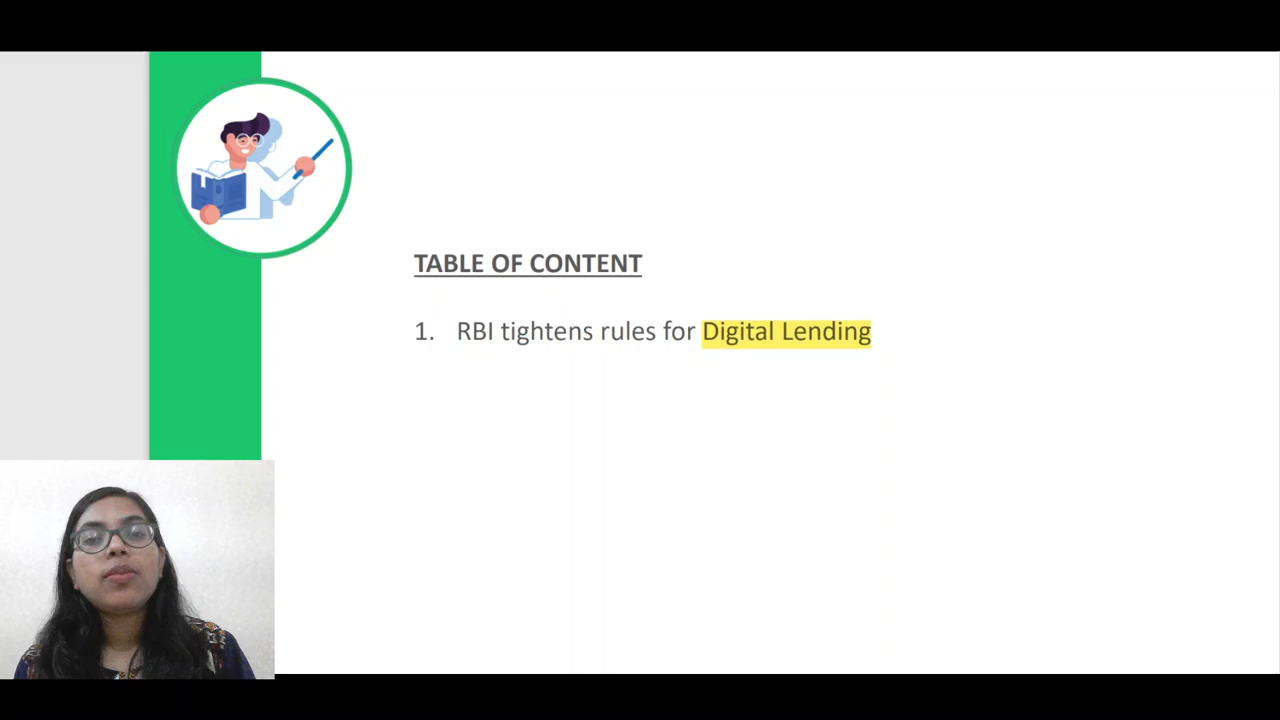 TABLE OF CONTENT
1. RBI tightens rules for Digital Lending